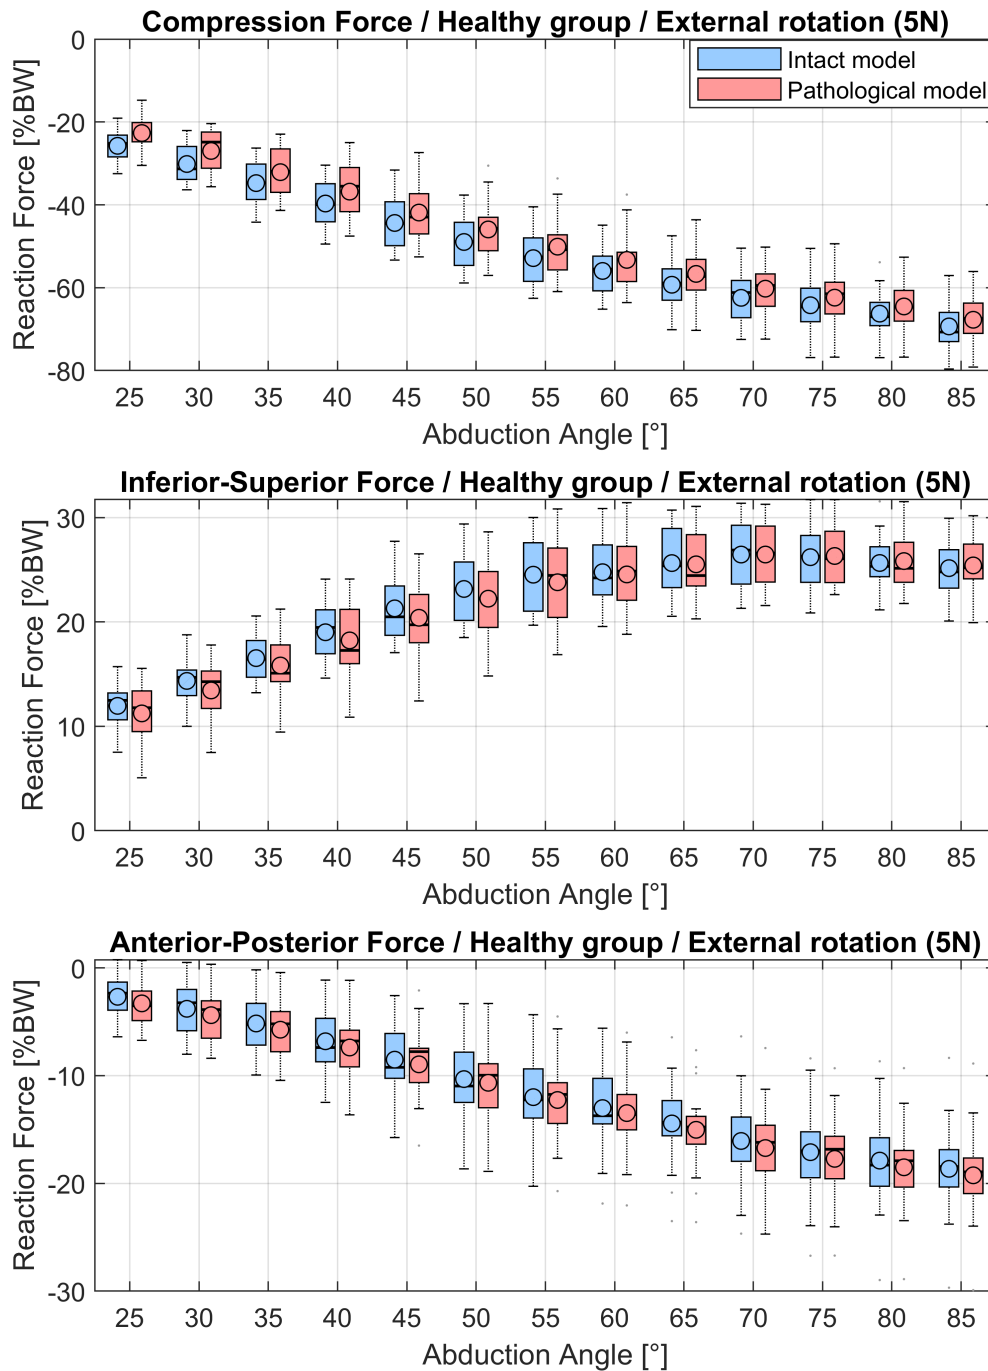 Compression Force / Healthy group / External rotation (5N)
Intact model
Pathological model
Reaction Force [%BW]
0
-20
-40
-60
-80
25 30 35 40 45 50 55 60 65 70 75 80 85
Abduction Angle [°]
Inferior-Superior Force / Healthy group / External rotation (5N)
Reaction Force [%BW]
30
20
10
0
25 30 35 40 45 50 55 60 65 70 75 80 85
Abduction Angle [°]
Anterior-Posterior Force / Healthy group / External rotation (5N)
Reaction Force [%BW]
0
-10
-20
-30
25 30 35 40 45 50 55 60 65 70 75 80 85
Abduction Angle [°]